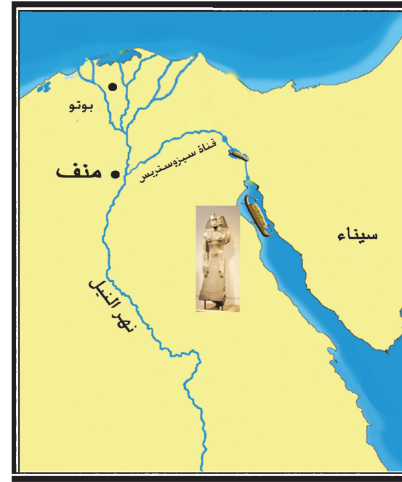 بوتو
قناة سيزوستريس
منف
سيناء
نهر النيل